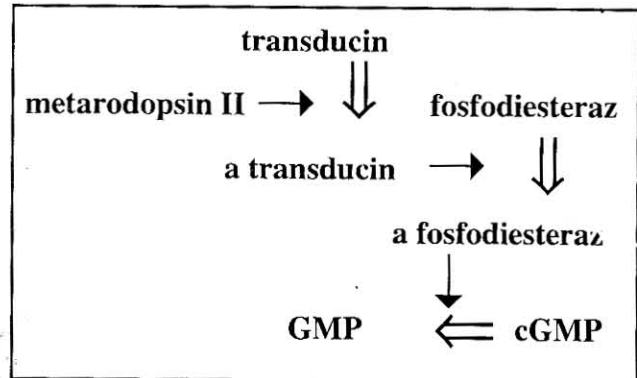 transducin
metarodopsin II
fosfodiesteraz
a transducin
a fosfodiesteraz
GMP
cGMP